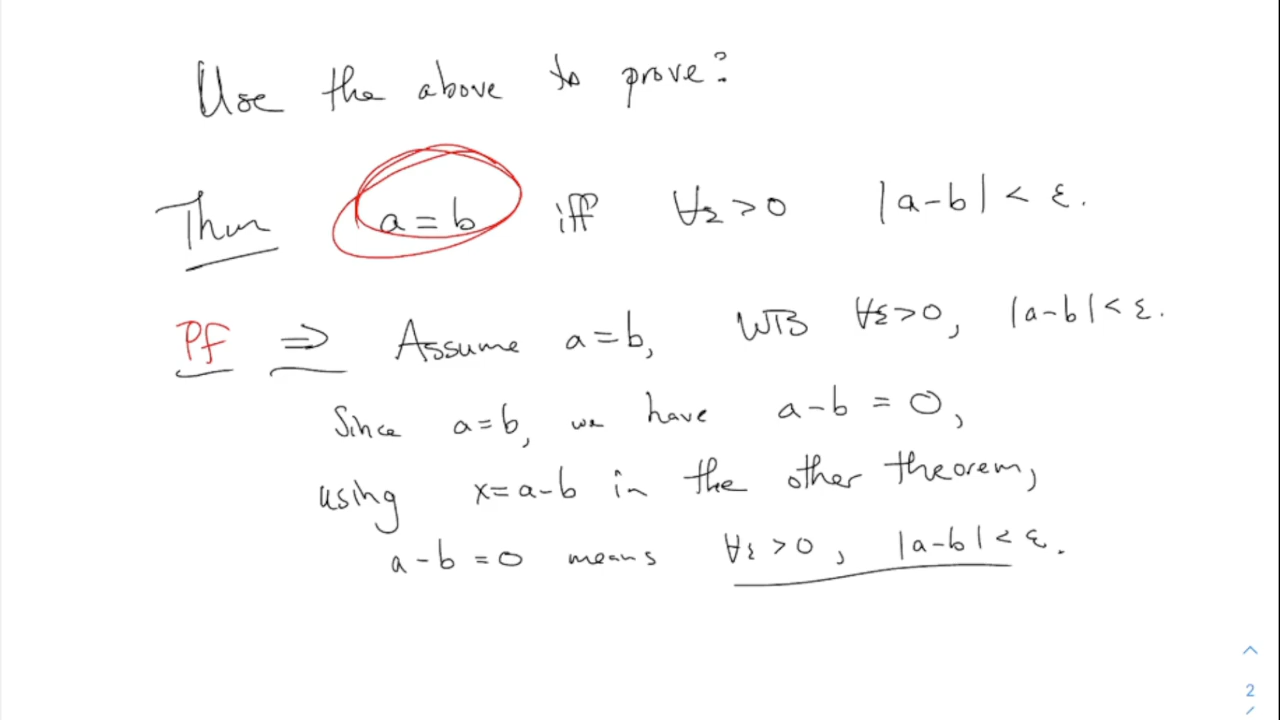 Use the above to prove:
Thm a = b iff ∀ε > 0 |a-b| < ε.
PF ⇒ Assume a = b, WTS ∀ε>0, |a-b| < ε.
Since a = b, we have a-b = 0,
using x = a-b in the other theorem,
a-b = 0 means ∀ε > 0, |a-b| < ε.
2